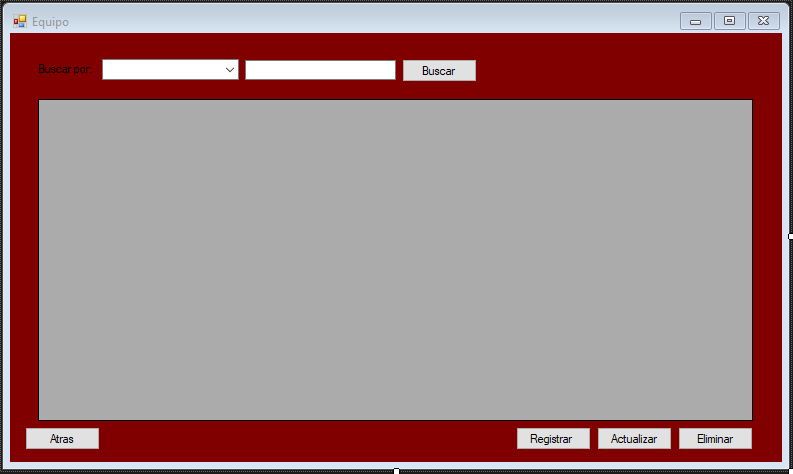 Equipo
Buscar por: Buscar
Atras Registrar Actualizar Eliminar